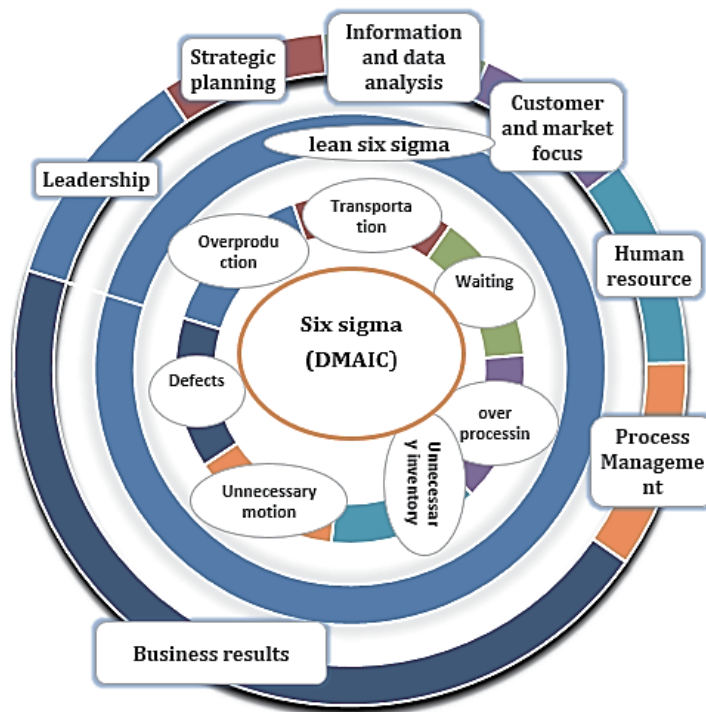 Strategic
planning
Information
and data
analysis
Customer
and market
focus
Leadership
lean six sigma
Human
resource
Transporta
tion
Overprodu
ction
Waiting
Six sigma
(DMAIC)
Defects
over
processin
Unnecessar
y inventory
Unnecessary
motion
Process
Manageme
nt
Business results